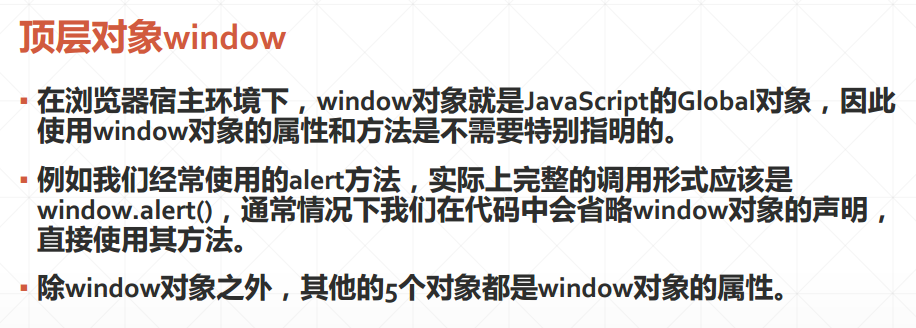 顶层对象window
▪ 在浏览器宿主环境下，window对象就是JavaScript的Global对象，因此
使用window对象的属性和方法是不需要特别指明的。
▪ 例如我们经常使用的alert方法，实际上完整的调用形式应该是
window.alert()，通常情况下我们在代码中会省略window对象的声明，
直接使用其方法。
▪ 除window对象之外，其他的5个对象都是window对象的属性。